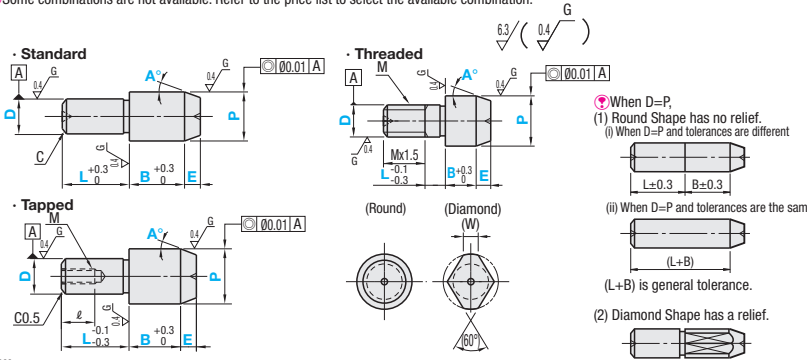 Some combinations are not available. Refer to the price list to select the available combination.
6.3 ( 0.4 G )
· Standard
A
0.4 G
A°
0.4 G
◎ Ø0.01 A
D
P
C
0.4 G
L +0.3 0
B +0.3 0
E
· Threaded
M
A
0.4 G
G
A°
0.4 G
◎ Ø0.01 A
D
P
G 0.4
Mx1.5
L -0.1 -0.3
B +0.3 0
E
When D=P,
(1) Round Shape has no relief.
(i) When D=P and tolerances are different
L±0.3
B±0.3
(ii) When D=P and tolerances are the sam
(L+B)
(L+B) is general tolerance.
(2) Diamond Shape has a relief.
· Tapped
M
A
0.4 G
A°
0.4 G
◎ Ø0.01 A
D
P
C0.5
ℓ
0.4 G
L -0.1 -0.3
B +0.3 0
E
(Round)
(Diamond)
(W)
60°